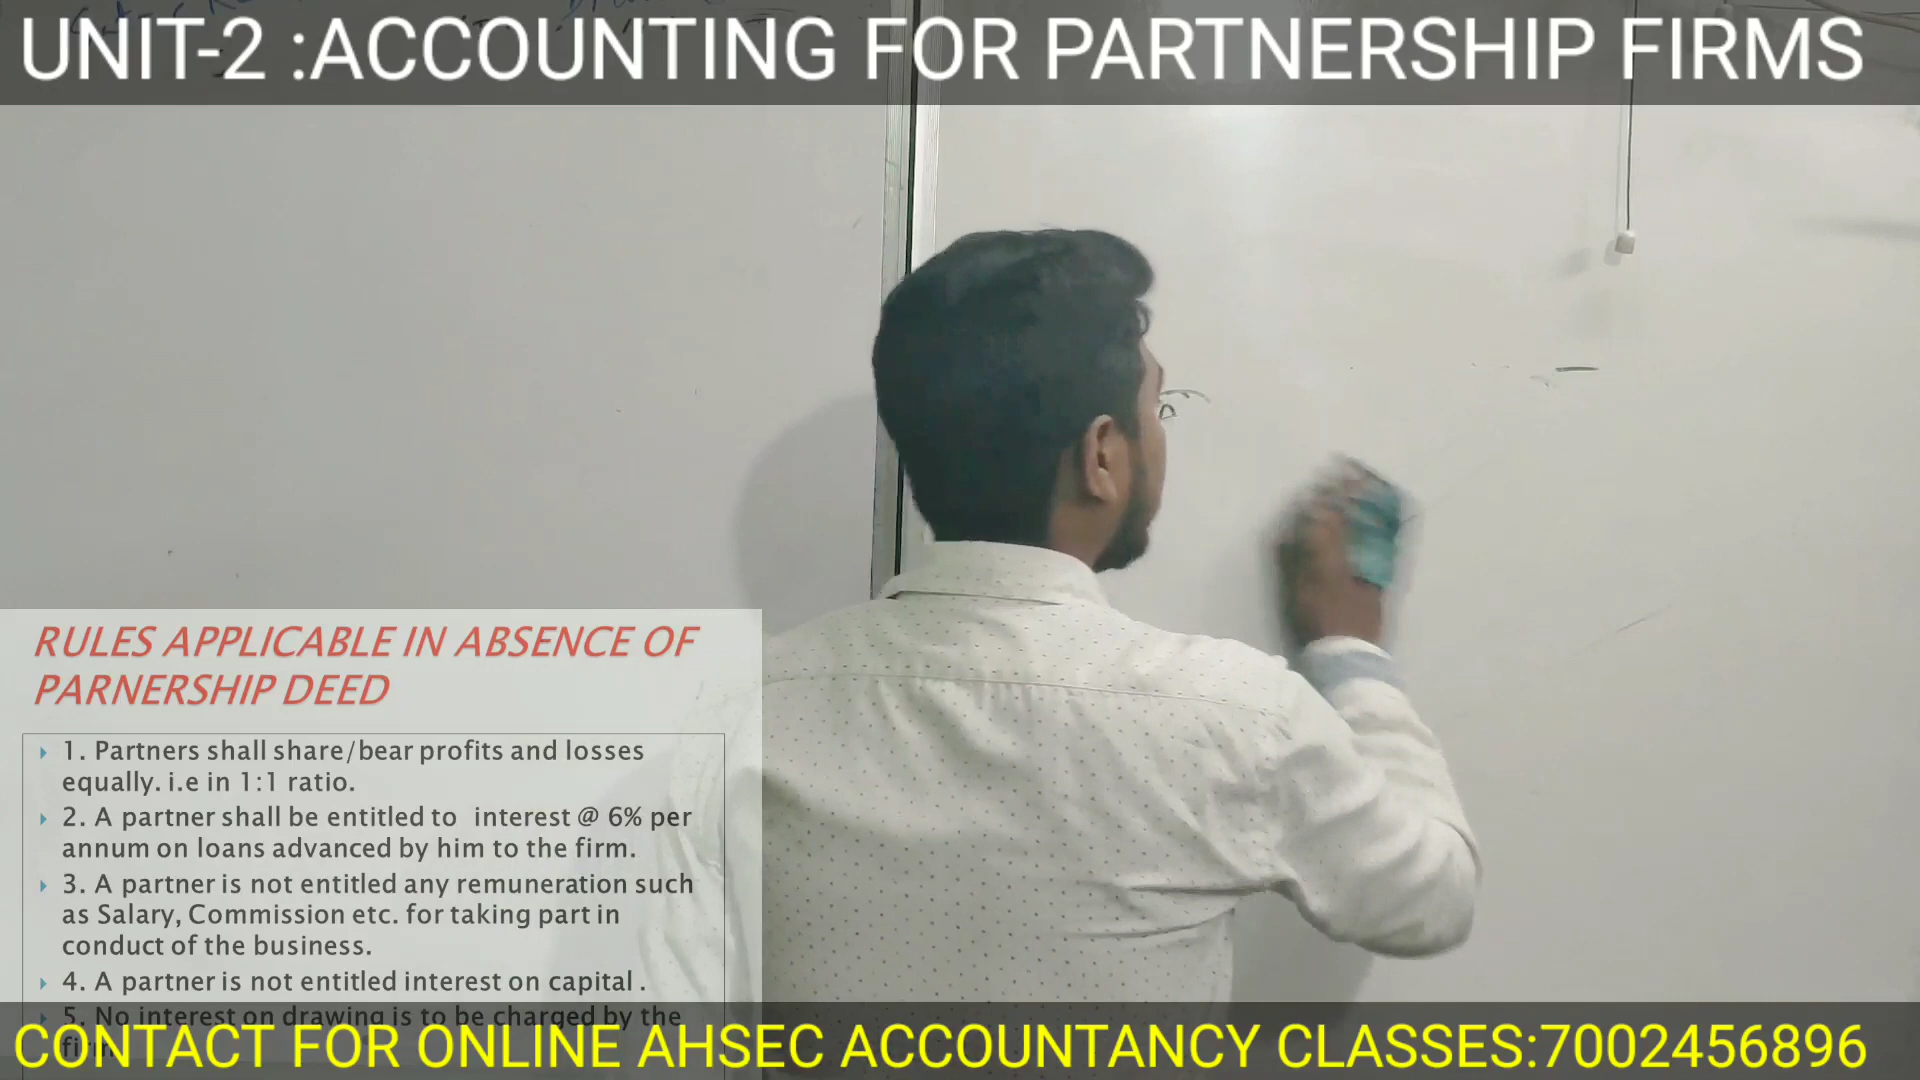 UNIT-2 :ACCOUNTING FOR PARTNERSHIP FIRMS
RULES APPLICABLE IN ABSENCE OF
PARNERSHIP DEED
1. Partners shall share/bear profits and losses
equally. i.e in 1:1 ratio.
2. A partner shall be entitled to interest @ 6% per
annum on loans advanced by him to the firm.
3. A partner is not entitled any remuneration such
as Salary, Commission etc. for taking part in
conduct of the business.
4. A partner is not entitled interest on capital .
5. No interest on drawing is to be charged by the
CONTACT FOR ONLINE AHSEC ACCOUNTANCY CLASSES:7002456896